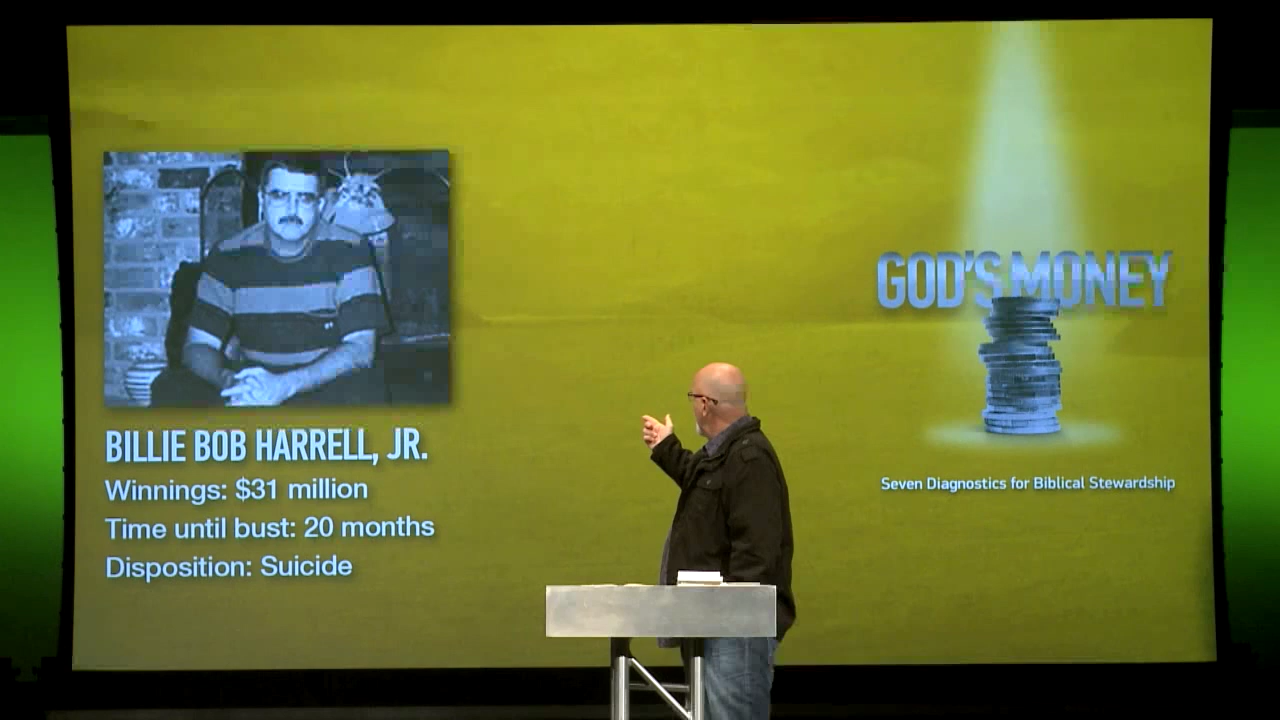 BILLIE BOB HARRELL, JR.
Winnings: $31 million
Time until bust: 20 months
Disposition: Suicide
GOD'S MONEY
Seven Diagnostics for Biblical Stewardship